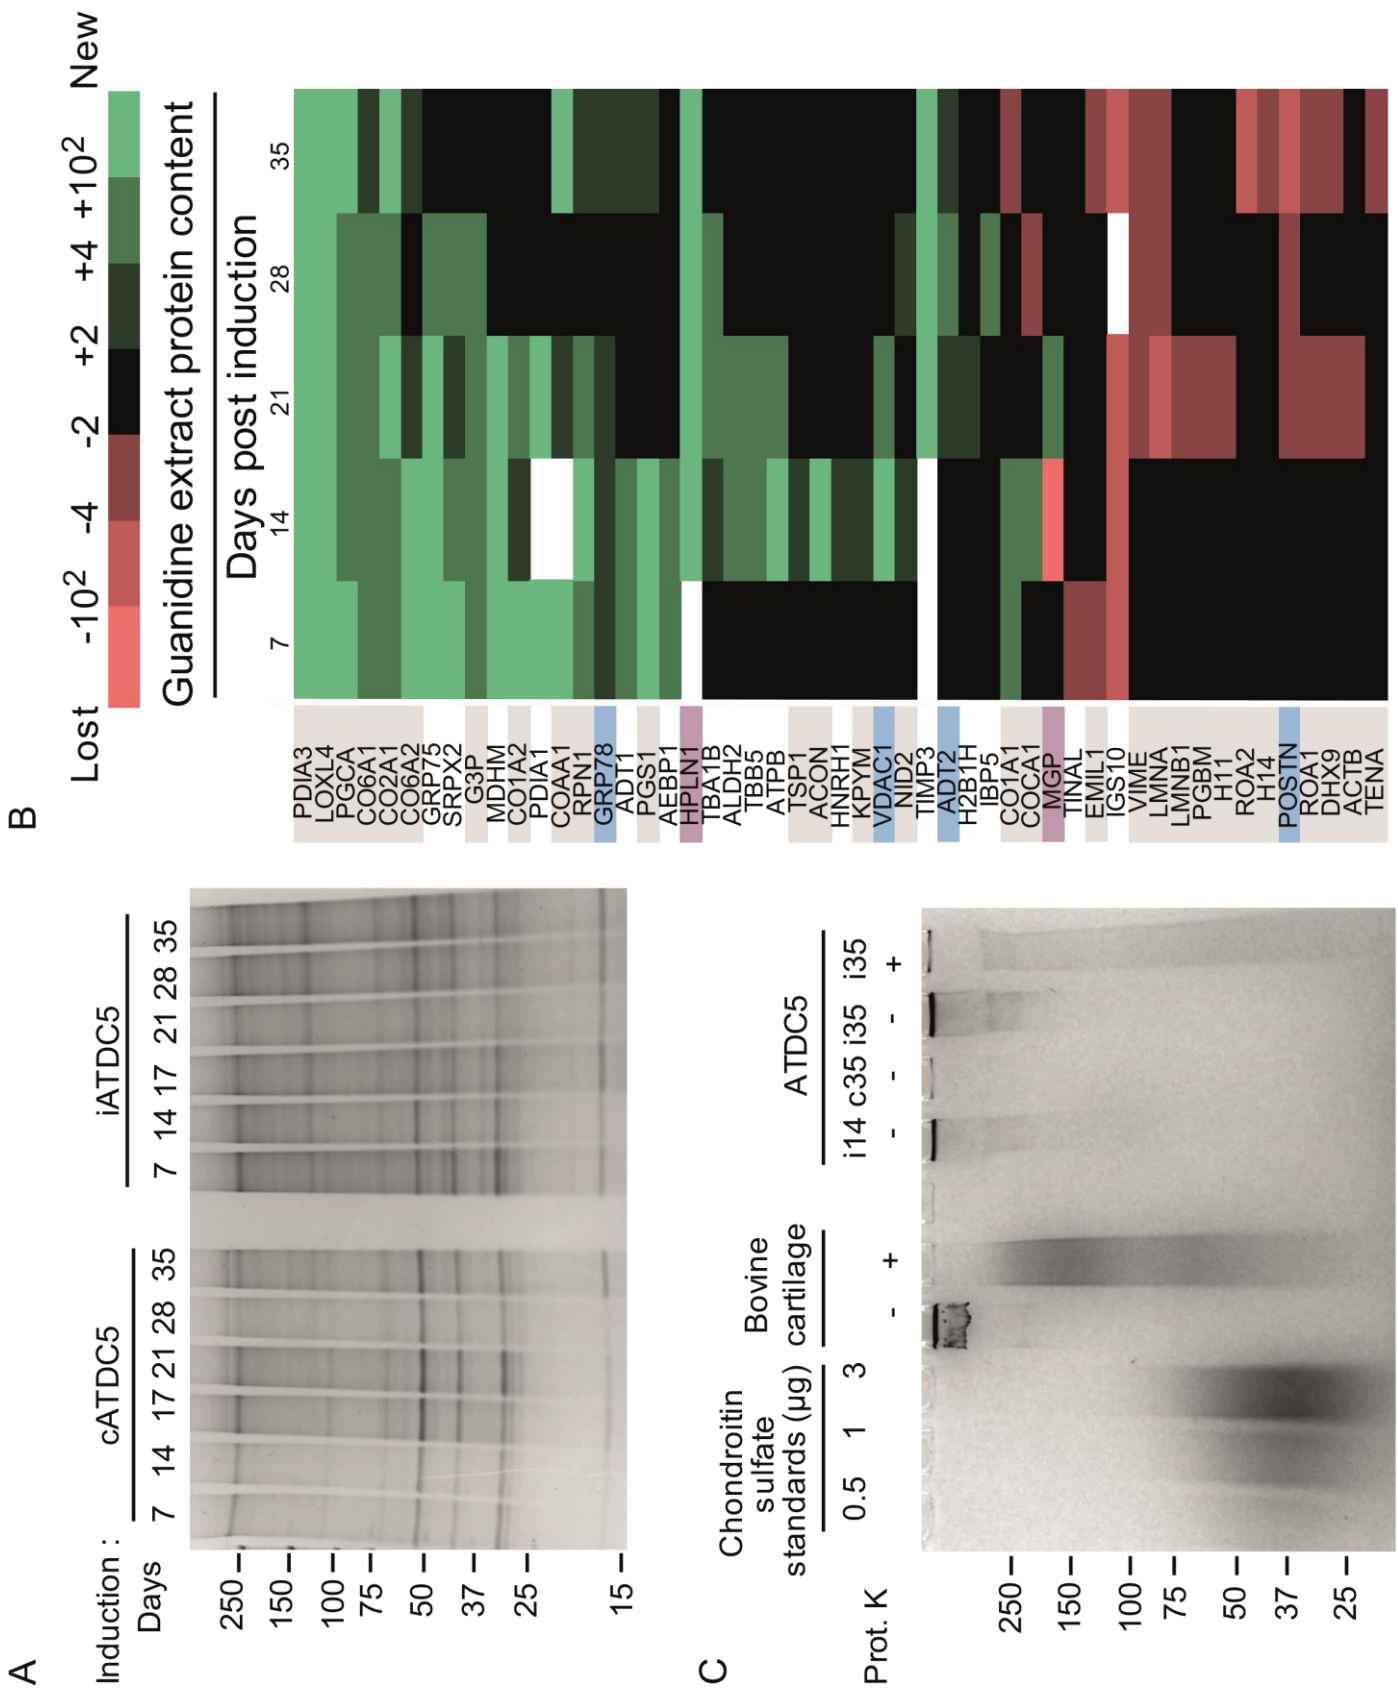 A
Induction :
cATDC5
iATDC5
Days
7 14 17 21 28 35
7 14 17 21 28 35
250
150
100
75
50
37
25
15
B
Lost -10² -4 -2 +2 +4 +10² New
Guanidine extract protein content
Days post induction
7 14 21 28 35
PDIA3
LOXL4
PGCA
CO6A1
CO2A1
CO6A2
GRP75
SRPX2
G3P
MDHM
CO1A2
PDIA1
COAA1
RPN1
GRP78
ADT1
PGS1
AEBP1
HPLN1
TBA1B
ALDH2
TBB5
ATPB
TSP1
ACON
HNRH1
KPYM
VDAC1
NID2
TIMP3
ADT2
H2B1H
IBP5
CO1A1
COCA1
MGP
TINAL
EMIL1
IGS10
VIME
LMNA
LMNB1
PGBM
H11
ROA2
H14
POSTN
ROA1
DHX9
ACTB
TENA
C
Chondroitin
sulfate
standards (µg)
Bovine
cartilage
ATDC5
0.5 1 3
i14 c35 i35 i35
Prot. K
- + - - - +
250
150
100
75
50
37
25